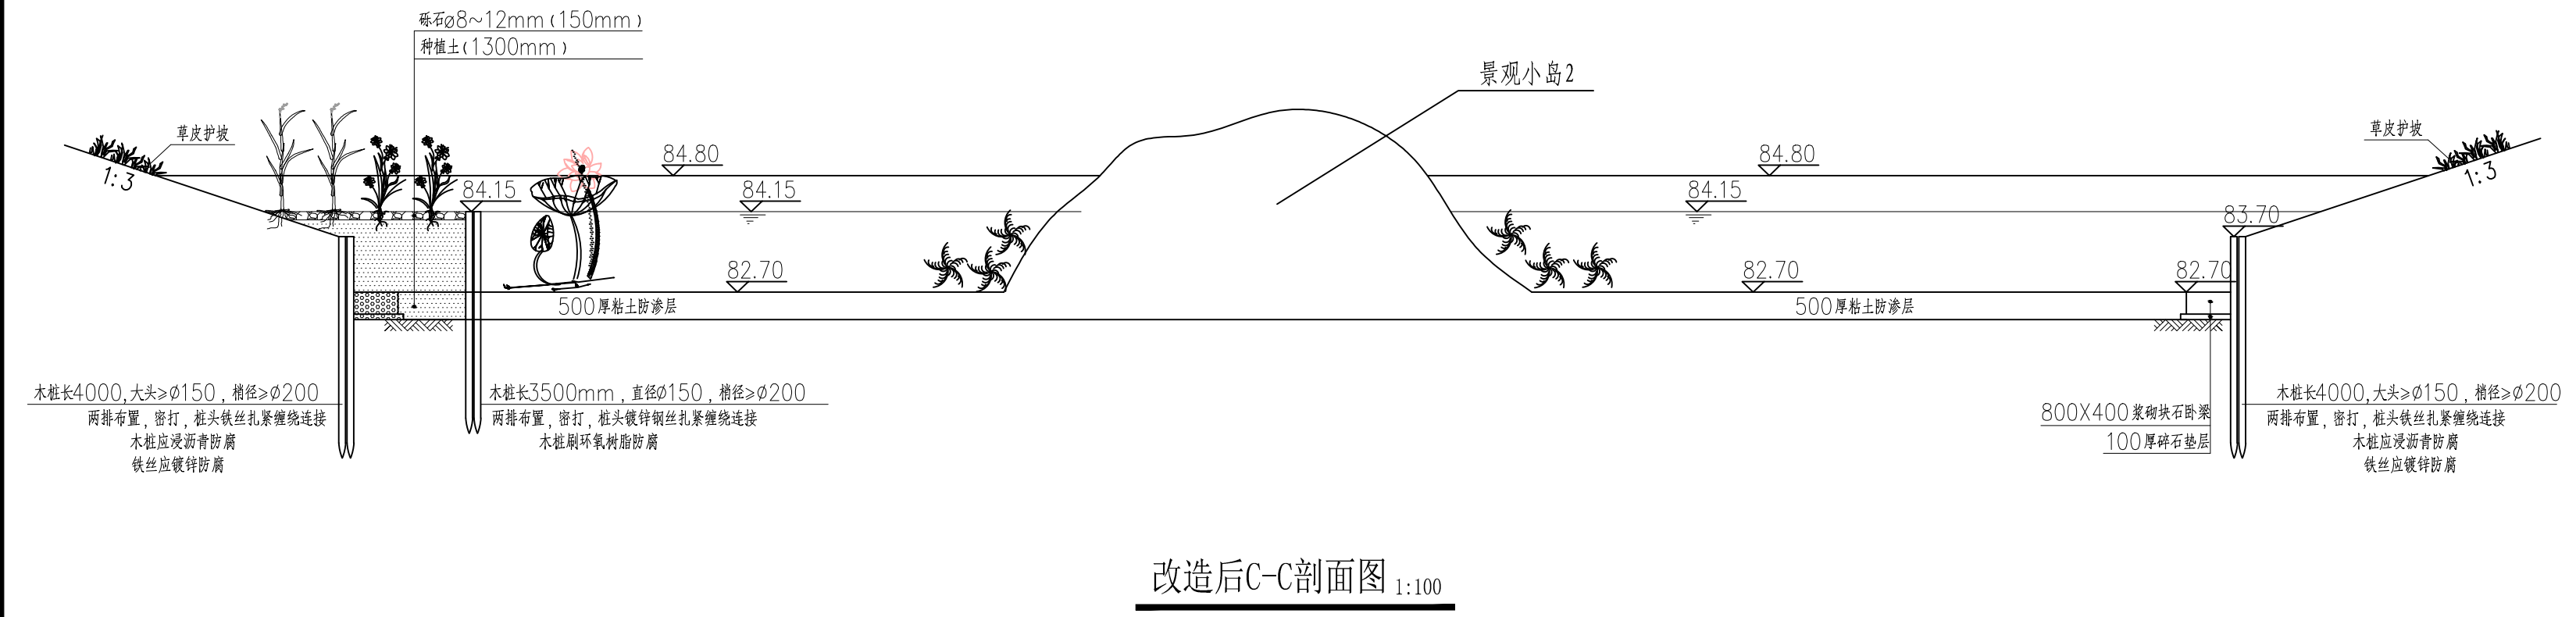 砾石ø8~12mm(150mm)
种植土(1300mm)
景观小岛2
草皮护坡
草皮护坡
1:3
1:3
84.80
84.80
84.15
84.15
84.15
83.70
82.70
82.70
82.70
500厚粘土防渗层
500厚粘土防渗层
木桩长4000,大头≥ø150,梢径≥ø200
两排布置,密打,桩头铁丝扎紧缠绕连接
木桩应浸沥青防腐
铁丝应镀锌防腐
木桩长3500mm,直径ø150,梢径≥ø200
两排布置,密打,桩头镀锌钢丝扎紧缠绕连接
木桩刷环氧树脂防腐
800X400浆砌块石卧梁
100厚碎石垫层
木桩长4000,大头≥ø150,梢径≥ø200
两排布置,密打,桩头铁丝扎紧缠绕连接
木桩应浸沥青防腐
铁丝应镀锌防腐
改造后C-C剖面图 1:100